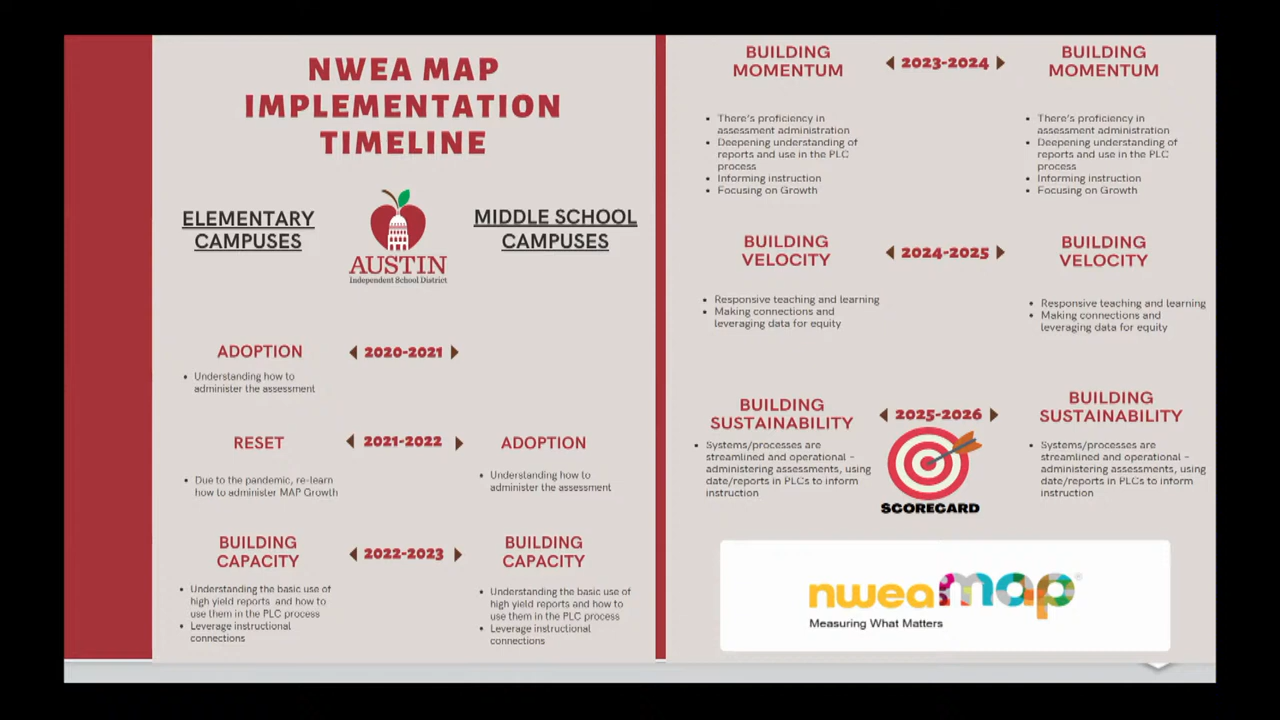 NWEA MAP
IMPLEMENTATION
TIMELINE
ELEMENTARY
CAMPUSES
AUSTIN
Independent School District
MIDDLE SCHOOL
CAMPUSES
ADOPTION
2020-2021
• Understanding how to
administer the assessment
RESET
2021-2022
ADOPTION
• Due to the pandemic, re-learn
how to administer MAP Growth
• Understanding how to
administer the assessment
BUILDING
CAPACITY
2022-2023
BUILDING
CAPACITY
• Understanding the basic use of
high yield reports and how to
use them in the PLC process
• Leverage instructional
connections
• Understanding the basic use of
high yield reports and how to
use them in the PLC process
• Leverage instructional
connections
BUILDING
MOMENTUM
2023-2024
BUILDING
MOMENTUM
• There's proficiency in
assessment administration
• Deepening understanding of
reports and use in the PLC
process
• Informing instruction
• Focusing on Growth
• There's proficiency in
assessment administration
• Deepening understanding of
reports and use in the PLC
process
• Informing instruction
• Focusing on Growth
BUILDING
VELOCITY
2024-2025
BUILDING
VELOCITY
• Responsive teaching and learning
• Making connections and
leveraging data for equity
• Responsive teaching and learning
• Making connections and
leveraging data for equity
BUILDING
SUSTAINABILITY
2025-2026
BUILDING
SUSTAINABILITY
• Systems/processes are
streamlined and operational –
administering assessments, using
date/reports in PLCs to inform
instruction
SCORECARD
• Systems/processes are
streamlined and operational –
administering assessments, using
date/reports in PLCs to inform
instruction
nwea map®
Measuring What Matters